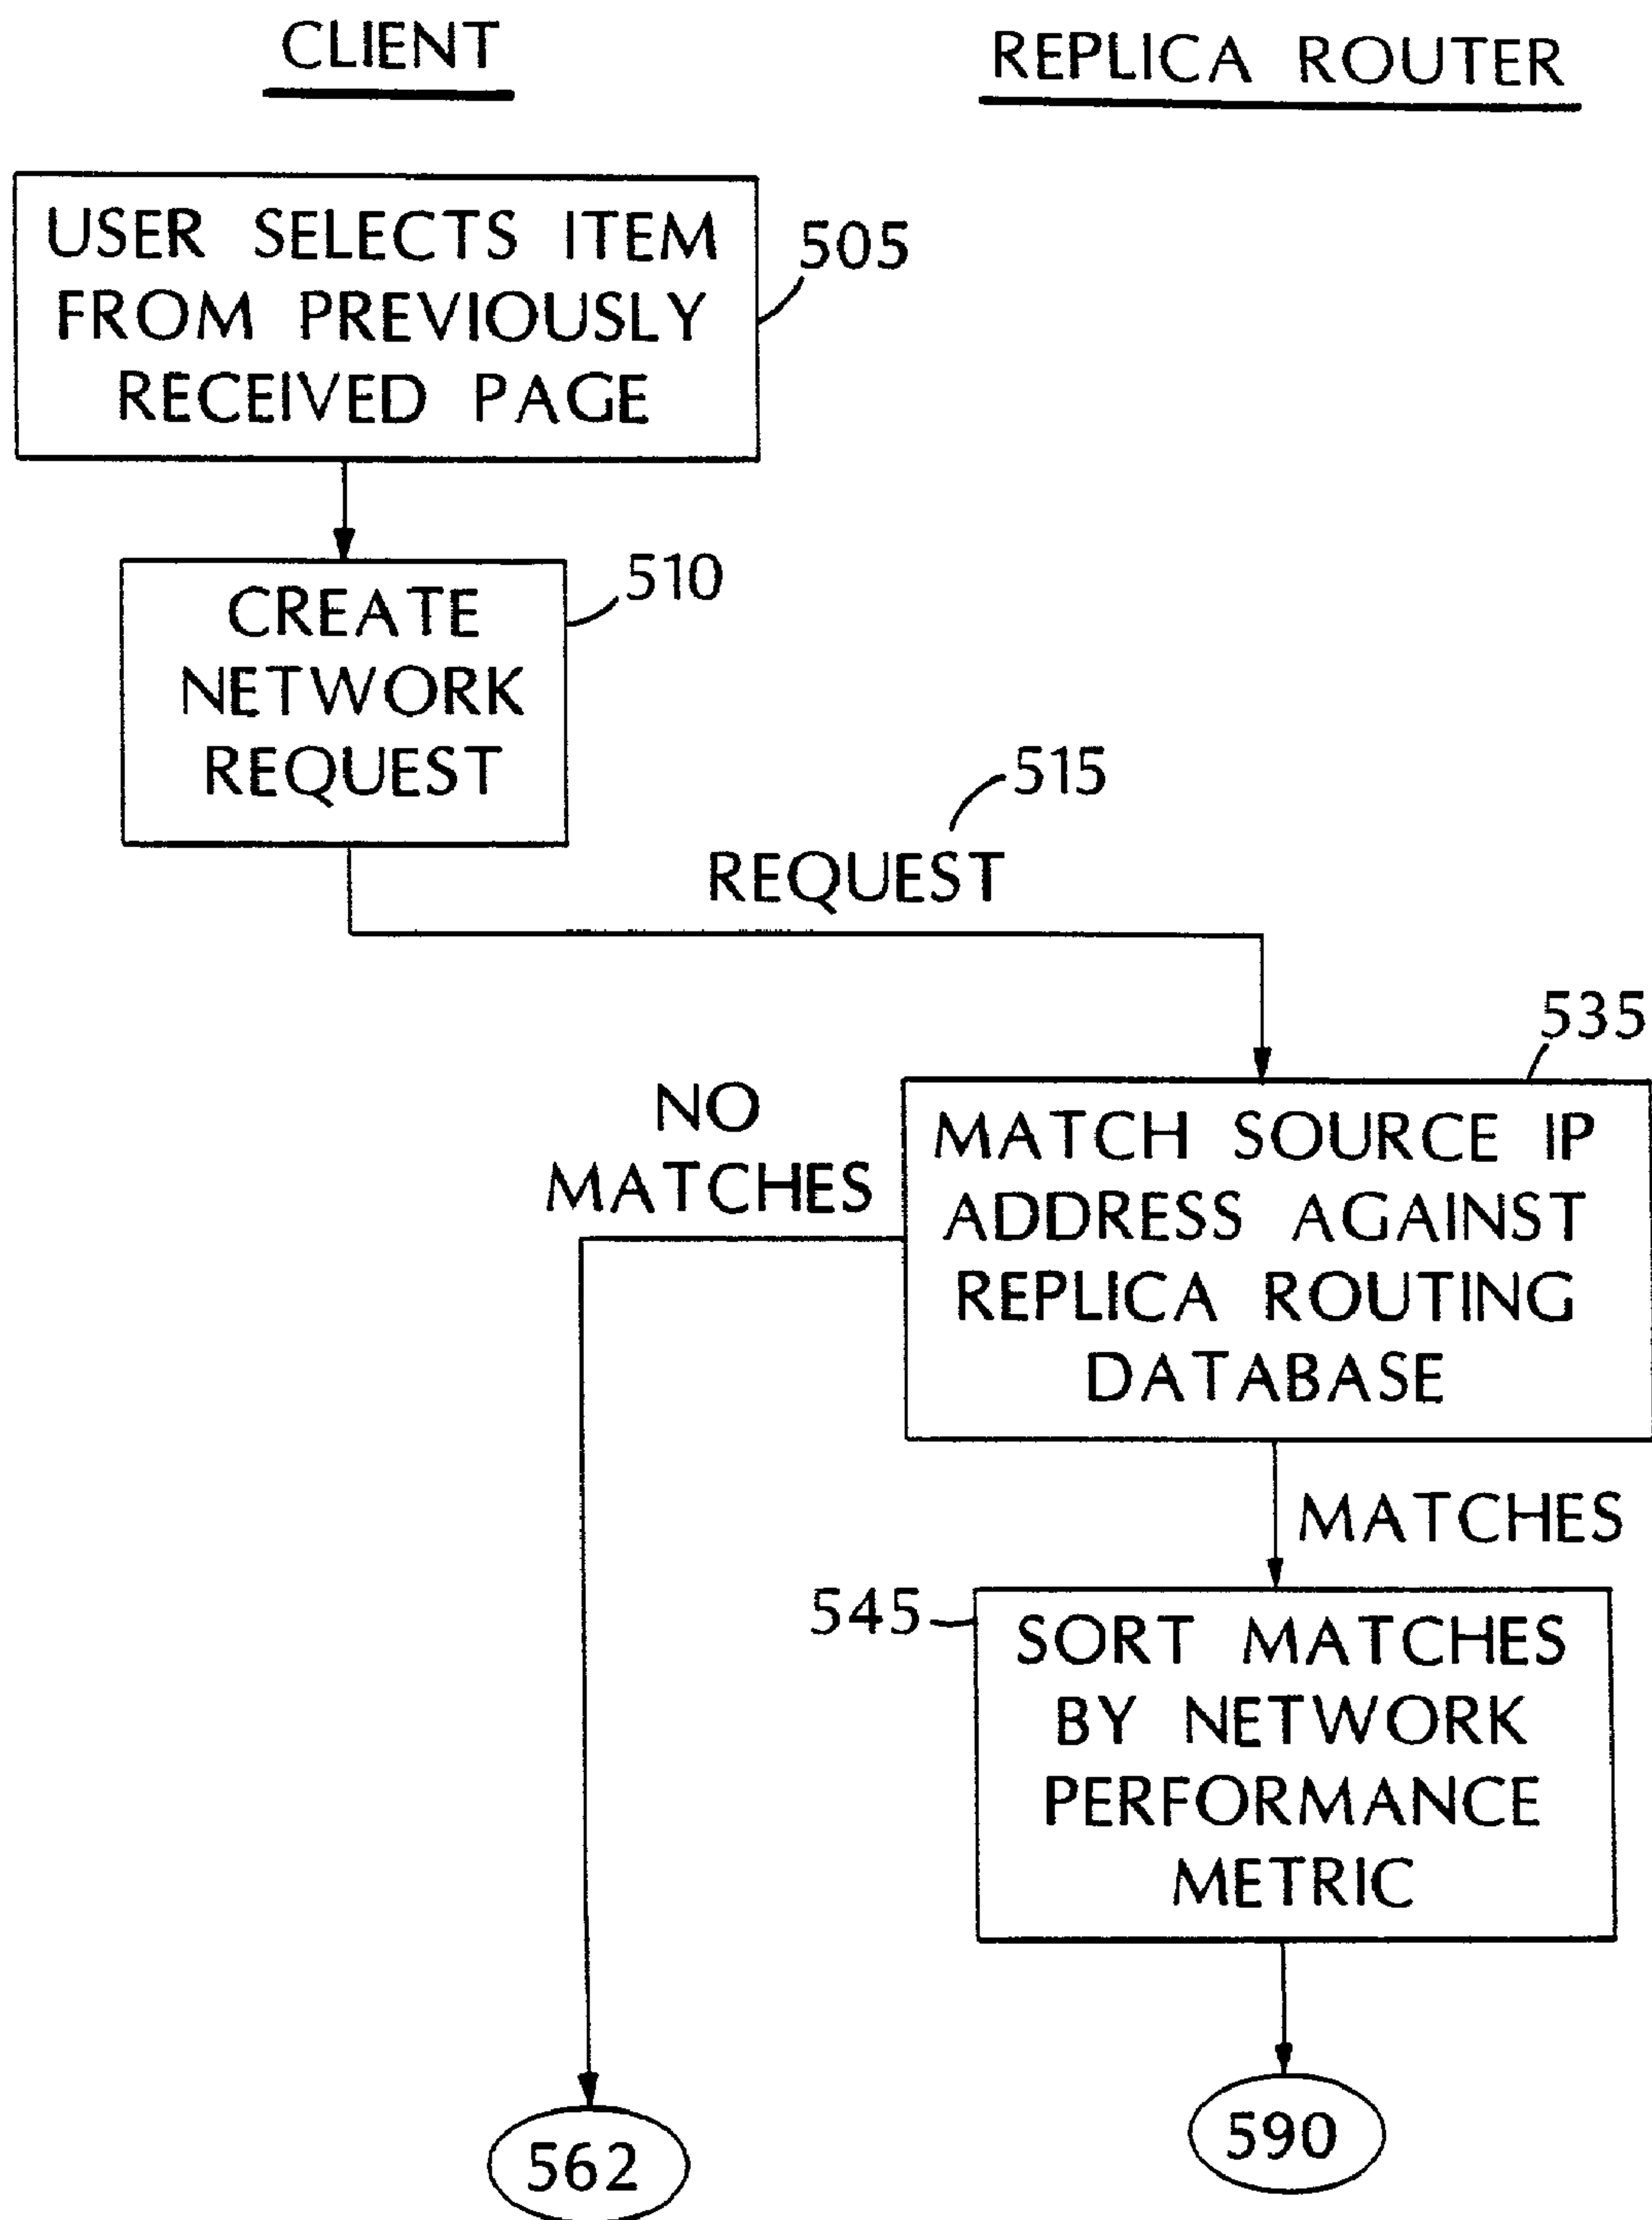 CLIENT
REPLICA ROUTER
USER SELECTS ITEM
FROM PREVIOUSLY
RECEIVED PAGE
505
CREATE
NETWORK
REQUEST
510
515
REQUEST
535
MATCH SOURCE IP
ADDRESS AGAINST
REPLICA ROUTING
DATABASE
NO
MATCHES
MATCHES
545
SORT MATCHES
BY NETWORK
PERFORMANCE
METRIC
562
590